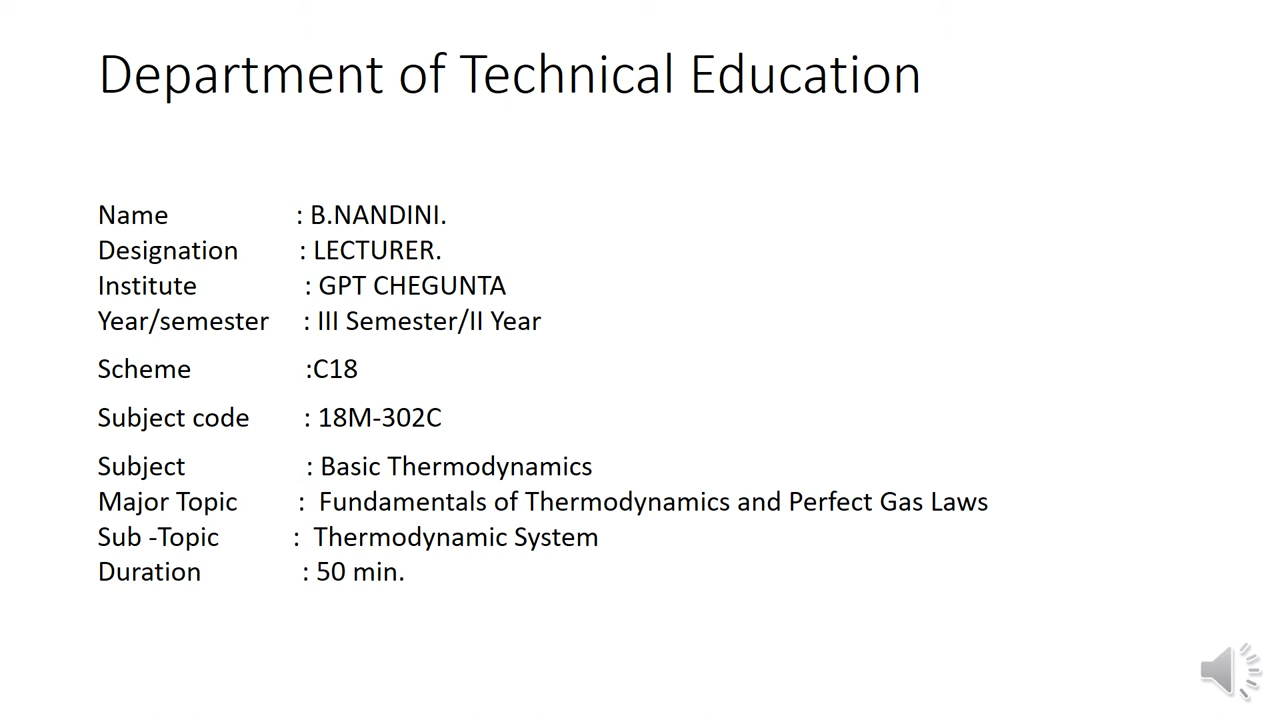 Department of Technical Education
Name : B.NANDINI.
Designation : LECTURER.
Institute : GPT CHEGUNTA
Year/semester : III Semester/II Year
Scheme :C18
Subject code : 18M-302C
Subject : Basic Thermodynamics
Major Topic : Fundamentals of Thermodynamics and Perfect Gas Laws
Sub -Topic : Thermodynamic System
Duration : 50 min.